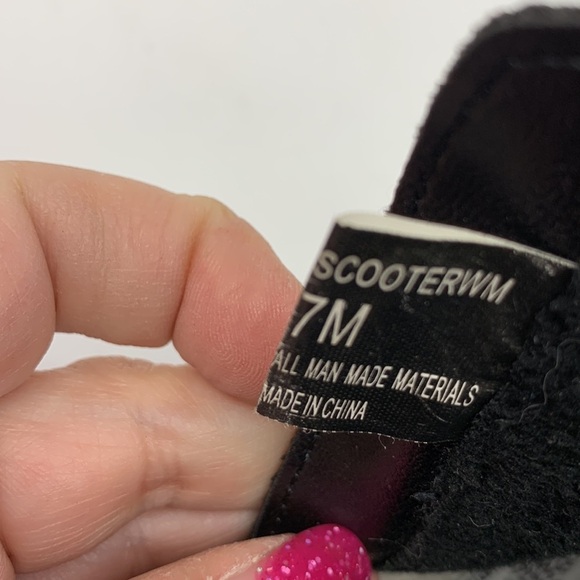 SCOOTERWM
7M
ALL MAN MADE MATERIALS
MADE IN CHINA